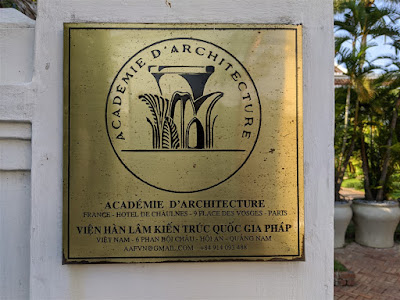 ACADÉMIE D'ARCHITECTURE
ACADÉMIE D'ARCHITECTURE
FRANCE - HOTEL DE CHAULNES - 9 PLACE DES VOSGES - PARIS
VIỆN HÀN LÂM KIẾN TRÚC QUỐC GIA PHÁP
VIỆT NAM - 6 PHAN BỘI CHÂU - HỘI AN - QUẢNG NAM
AAFVN@GMAIL.COM